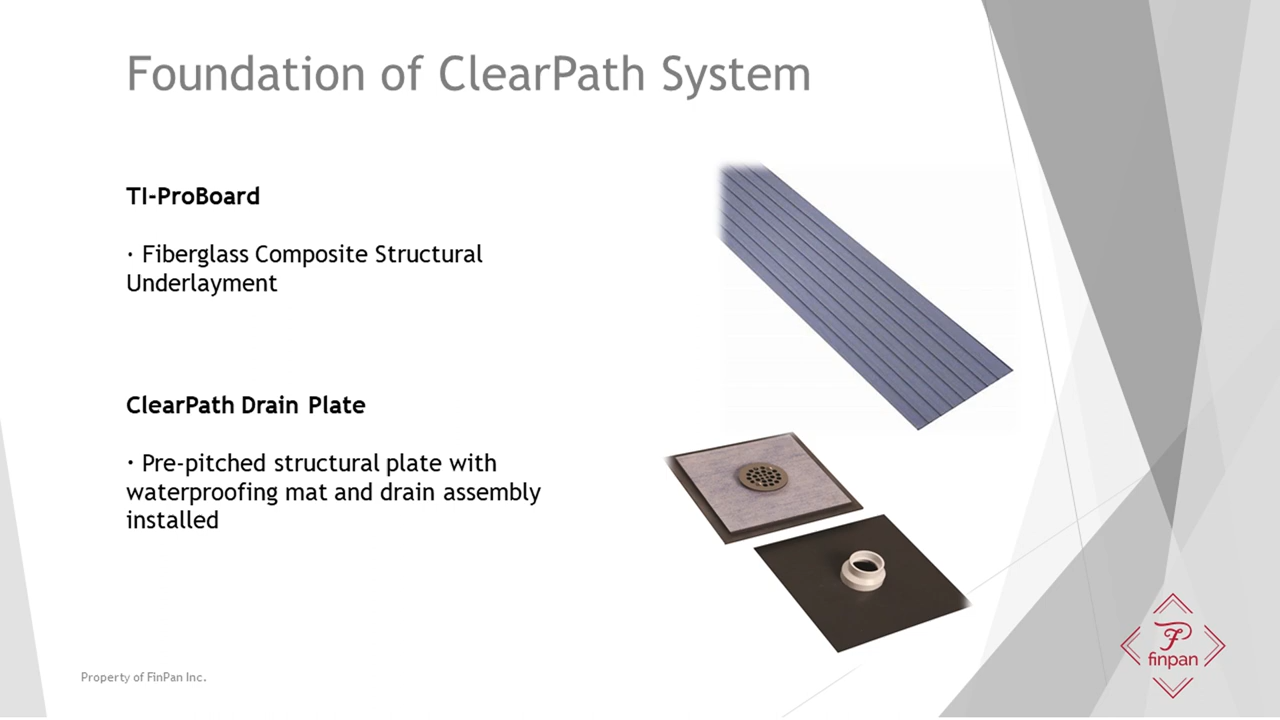 Foundation of ClearPath System
TI-ProBoard
· Fiberglass Composite Structural
Underlayment
ClearPath Drain Plate
· Pre-pitched structural plate with
waterproofing mat and drain assembly
installed
Property of FinPan Inc.
F
finpan